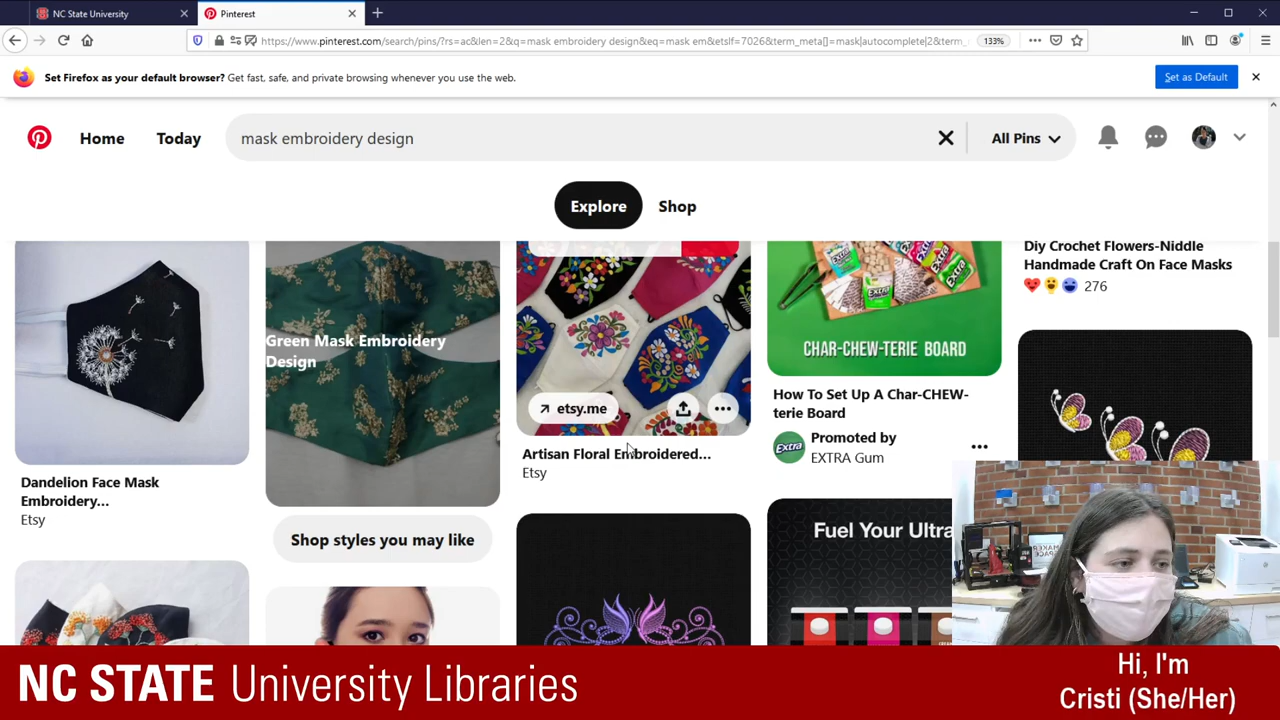 NC State University
Pinterest
https://www.pinterest.com/search/pins/?rs=ac&len=2&q=mask embroidery design&eq=mask em&etslf=7026&term_meta[]=mask|autocomplete|2&term_
133%
Set Firefox as your default browser? Get fast, safe, and private browsing whenever you use the web.
Set as Default
Home
Today
mask embroidery design
All Pins
Explore
Shop
Dandelion Face Mask
Embroidery...
Etsy
Green Mask Embroidery
Design
Shop styles you may like
etsy.me
Artisan Floral Embroidered...
Etsy
Extra
CHAR-CHEW-TERIE BOARD
How To Set Up A Char-CHEW-
terie Board
Extra
Promoted by
EXTRA Gum
Fuel Your Ultra
Diy Crochet Flowers-Niddle
Handmade Craft On Face Masks
276
MAKER
SPACE
NC STATE University Libraries
Hi, I'm
Cristi (She/Her)